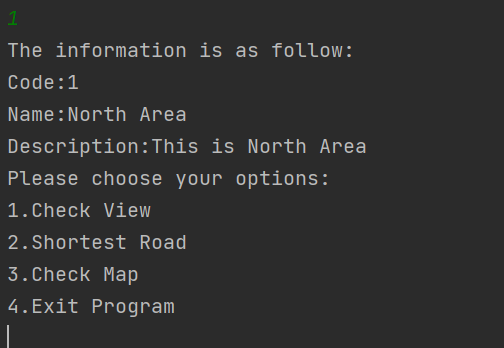 1
The information is as follow:
Code:1
Name:North Area
Description:This is North Area
Please choose your options:
1.Check View
2.Shortest Road
3.Check Map
4.Exit Program